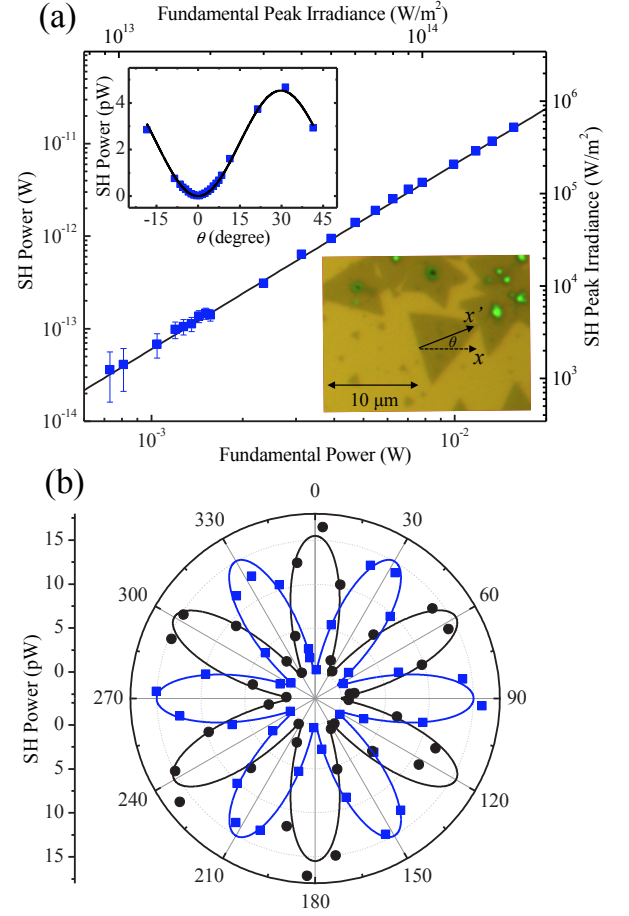 (a)
Fundamental Peak Irradiance (W/m²)
10¹³ 10¹⁴
10⁻¹¹
10⁻¹²
10⁻¹³
10⁻¹⁴
SH Power (W)
4
2
0
SH Power (pW)
-15 0 15 30 45
θ (degree)
10⁶
10⁵
10⁴
10³
SH Peak Irradiance (W/m²)
x'
θ
x
10 μm
10⁻³ 10⁻²
Fundamental Power (W)
(b)
0
330 30
300 60
270 90
240 120
210 150
180
15
10
5
0
0
5
10
15
SH Power (pW)